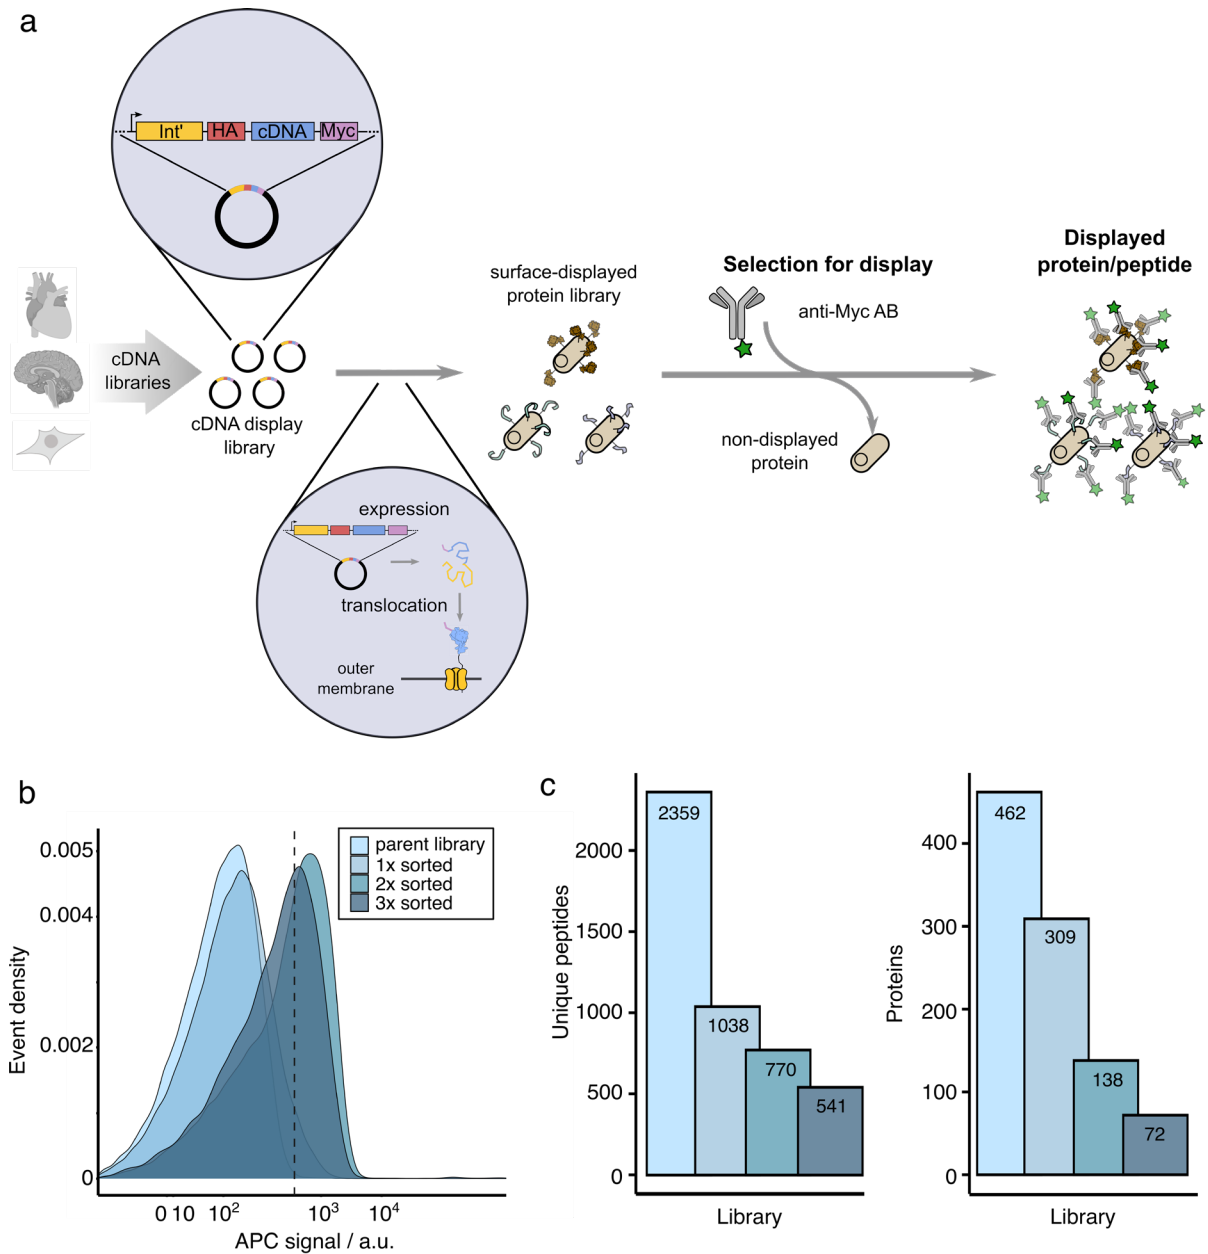 a
Int'
HA
cDNA
Myc
cDNA
libraries
cDNA display
library
surface-displayed
protein library
Selection for display
anti-Myc AB
non-displayed
protein
Displayed
protein/peptide
expression
translocation
outer
membrane
b
Event density
0.005
0.004
0.002
0
0 10 10² 10³ 10⁴
APC signal / a.u.
parent library
1x sorted
2x sorted
3x sorted
c
Unique peptides
2000
1500
1000
500
0
2359
1038
770
541
Library
Proteins
400
300
200
100
0
462
309
138
72
Library